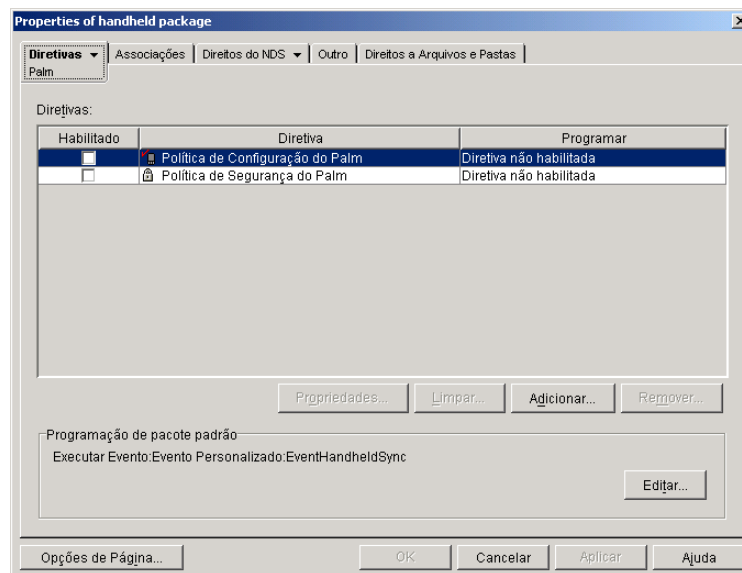 Properties of handheld package
Diretivas Associações Direitos do NDS Outro Direitos a Arquivos e Pastas
Palm
Diretivas:
Habilitado Diretiva Programar
Política de Configuração do Palm Diretiva não habilitada
Política de Segurança do Palm Diretiva não habilitada
Propriedades... Limpar... Adicionar... Remover...
Programação de pacote padrão
Executar Evento:Evento Personalizado:EventHandheldSync
Editar...
Opções de Página... OK Cancelar Aplicar Ajuda